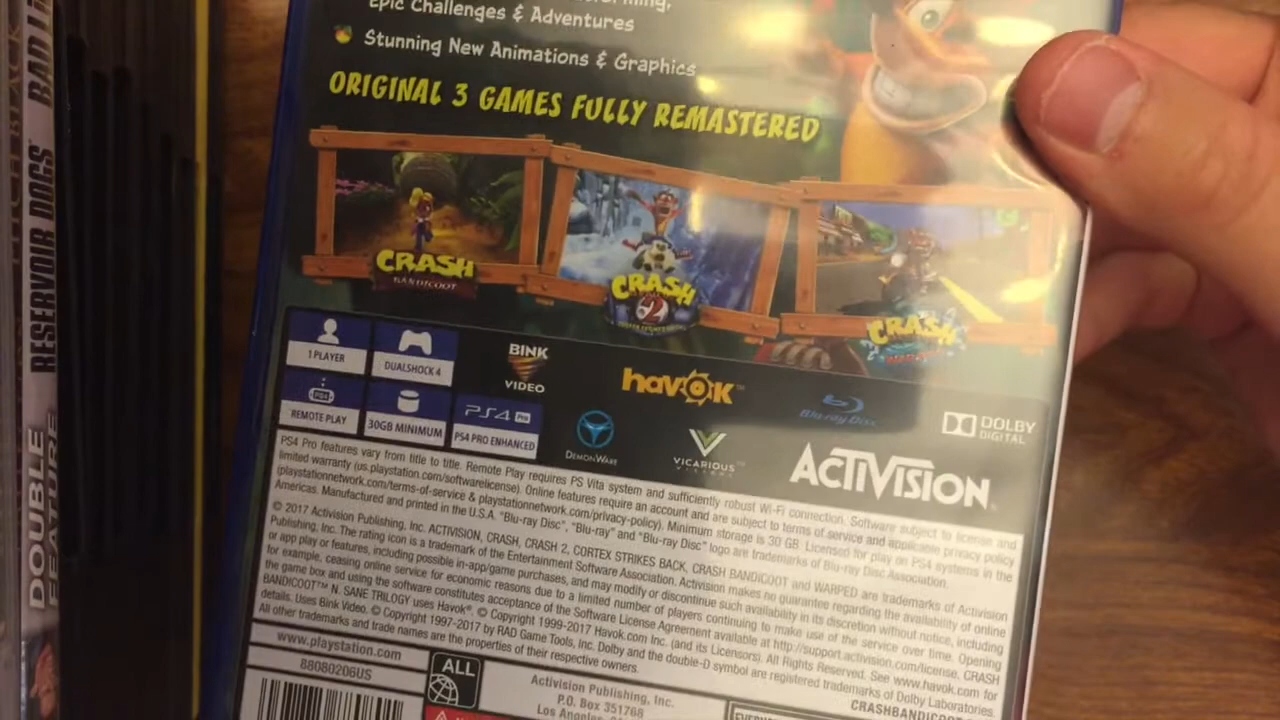 Epic Challenges & Adventures
Stunning New Animations & Graphics
ORIGINAL 3 GAMES FULLY REMASTERED
CRASH
BANDICOOT
CRASH
2
CRASH
1 PLAYER
DUALSHOCK 4
BINK
VIDEO
havok™
Blu-ray Disc
DOLBY
DIGITAL
REMOTE PLAY
30GB MINIMUM
PS4 Pro
PS4 PRO ENHANCED
DEMONWARE
VICARIOUS
VISIONS
ACTIVISION
PS4 Pro features vary from title to title. Remote Play requires PS Vita system and sufficiently robust Wi-Fi connection. Software subject to license and
limited warranty (us.playstation.com/softwarelicense). Online features require an account and are subject to terms of service and applicable privacy policy
(playstationnetwork.com/terms-of-service & playstationnetwork.com/privacy-policy). Minimum storage is 30 GB. Licensed for play on PS4 systems in the
Americas. Manufactured and printed in the U.S.A. "Blu-ray Disc", "Blu-ray" and "Blu-ray Disc" logo are trademarks of Blu-ray Disc Association.
© 2017 Activision Publishing, Inc. ACTIVISION, CRASH, CRASH 2, CORTEX STRIKES BACK, CRASH BANDICOOT and WARPED are trademarks of Activision
Publishing, Inc. The rating icon is a trademark of the Entertainment Software Association. Activision makes no guarantee regarding the availability of online
or app play or features, including possible in-app/game purchases, and may modify or discontinue such availability in its discretion without notice, including
for example, ceasing online service for economic reasons due to a limited number of players continuing to make use of the service over time. Opening
the game box and using the software constitutes acceptance of the Software License Agreement available at http://support.activision.com/license. CRASH
BANDICOOT™ N. SANE TRILOGY uses Havok®. © Copyright 1999-2017 Havok.com Inc. (and its Licensors). All Rights Reserved. See www.havok.com for
details. Uses Bink Video. © Copyright 1997-2017 by RAD Game Tools, Inc. Dolby and the double-D symbol are registered trademarks of Dolby Laboratories.
All other trademarks and trade names are the properties of their respective owners.
www.playstation.com
88080206US
ALL
Activision Publishing, Inc.
P.O. Box 351768
Los Angeles
RESERVOIR DOGS
BAD
DOUBLE
FEATURE